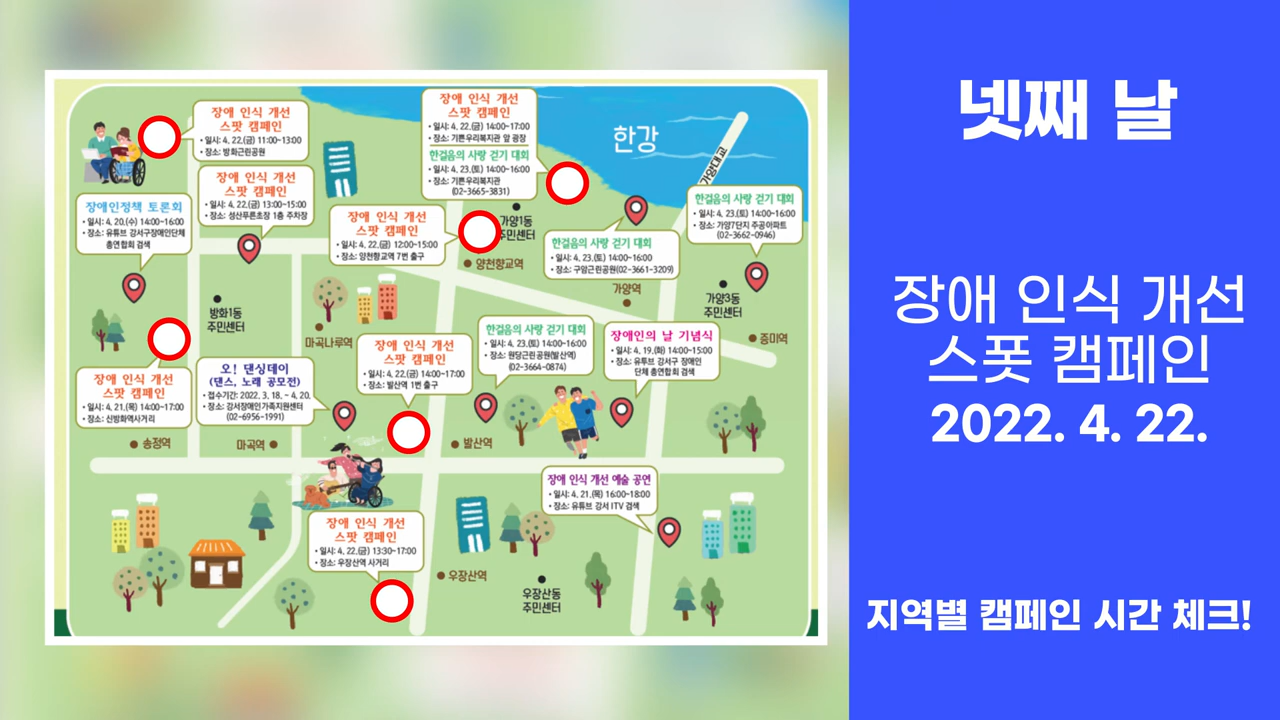 넷째 날
장애 인식 개선
스폿 캠페인
2022. 4. 22.
지역별 캠페인 시간 체크!
장애 인식 개선
스팟 캠페인
• 일시: 4. 22.(금) 11:00~13:00
• 장소: 방화근린공원
장애 인식 개선
스팟 캠페인
• 일시: 4. 22.(금) 13:00~15:00
• 장소: 성산푸른초장 1층 주차장
장애인정책 토론회
• 일시: 4. 20.(수) 14:00~16:00
• 장소: 유튜브 강서구장애인단체
총연합회 검색
장애 인식 개선
스팟 캠페인
• 일시: 4. 22.(금) 14:00~17:00
• 장소: 기쁜우리복지관 앞 광장
한걸음의 사랑 걷기 대회
• 일시: 4. 23.(토) 14:00~16:00
• 장소: 기쁜우리복지관
(02-3665-3831)
한강
가양대교
장애 인식 개선
스팟 캠페인
• 일시: 4. 22.(금) 12:00~15:00
• 장소: 양천향교역 7번 출구
가양1동
주민센터
양천향교역
한걸음의 사랑 걷기 대회
• 일시: 4. 23.(토) 14:00~16:00
• 장소: 구암근린공원(02-3661-3209)
한걸음의 사랑 걷기 대회
• 일시: 4. 23.(토) 14:00~16:00
• 장소: 가양7단지 주공아파트
(02-3662-0946)
가양역
가양3동
주민센터
증미역
방화1동
주민센터
마곡나루역
장애 인식 개선
스팟 캠페인
• 일시: 4. 21.(목) 14:00~17:00
• 장소: 신방화역사거리
오! 댄싱데이
(댄스, 노래 공모전)
• 접수기간: 2022. 3. 18. ~ 4. 20.
• 장소: 강서장애인가족지원센터
(02-6956-1991)
장애 인식 개선
스팟 캠페인
• 일시: 4. 22.(금) 14:00~17:00
• 장소: 발산역 1번 출구
한걸음의 사랑 걷기 대회
• 일시: 4. 23.(토) 14:00~16:00
• 장소: 원당근린공원(발산역)
(02-3664-0874)
장애인의 날 기념식
• 일시: 4. 19.(화) 14:00~15:00
• 장소: 유튜브 강서구 장애인
단체 총연합회 검색
송정역
마곡역
발산역
장애 인식 개선 예술 공연
• 일시: 4. 21.(목) 16:00~18:00
• 장소: 유튜브 강서 ITV 검색
장애 인식 개선
스팟 캠페인
• 일시: 4. 22.(금) 13:30~17:00
• 장소: 우장산역 사거리
우장산역
우장산동
주민센터